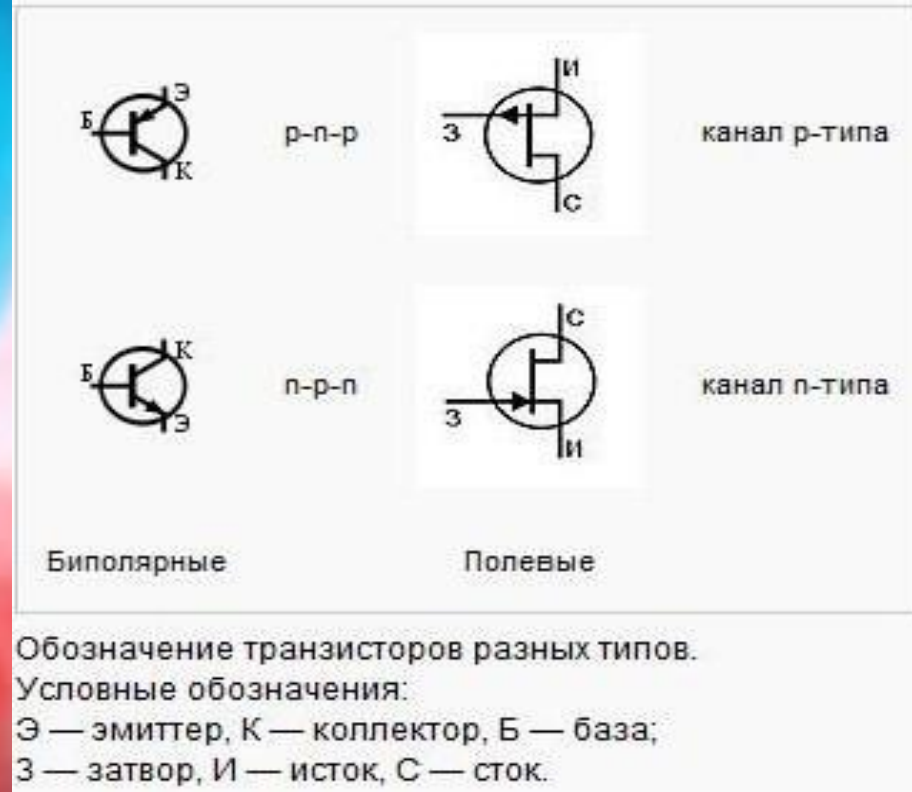 Э
Б
К
p-n-p
И
З
С
канал p-типа
К
Б
Э
n-p-n
С
З
И
канал n-типа
Биполярные
Полевые
Обозначение транзисторов разных типов.
Условные обозначения:
Э — эмиттер, К — коллектор, Б — база;
З — затвор, И — исток, С — сток.